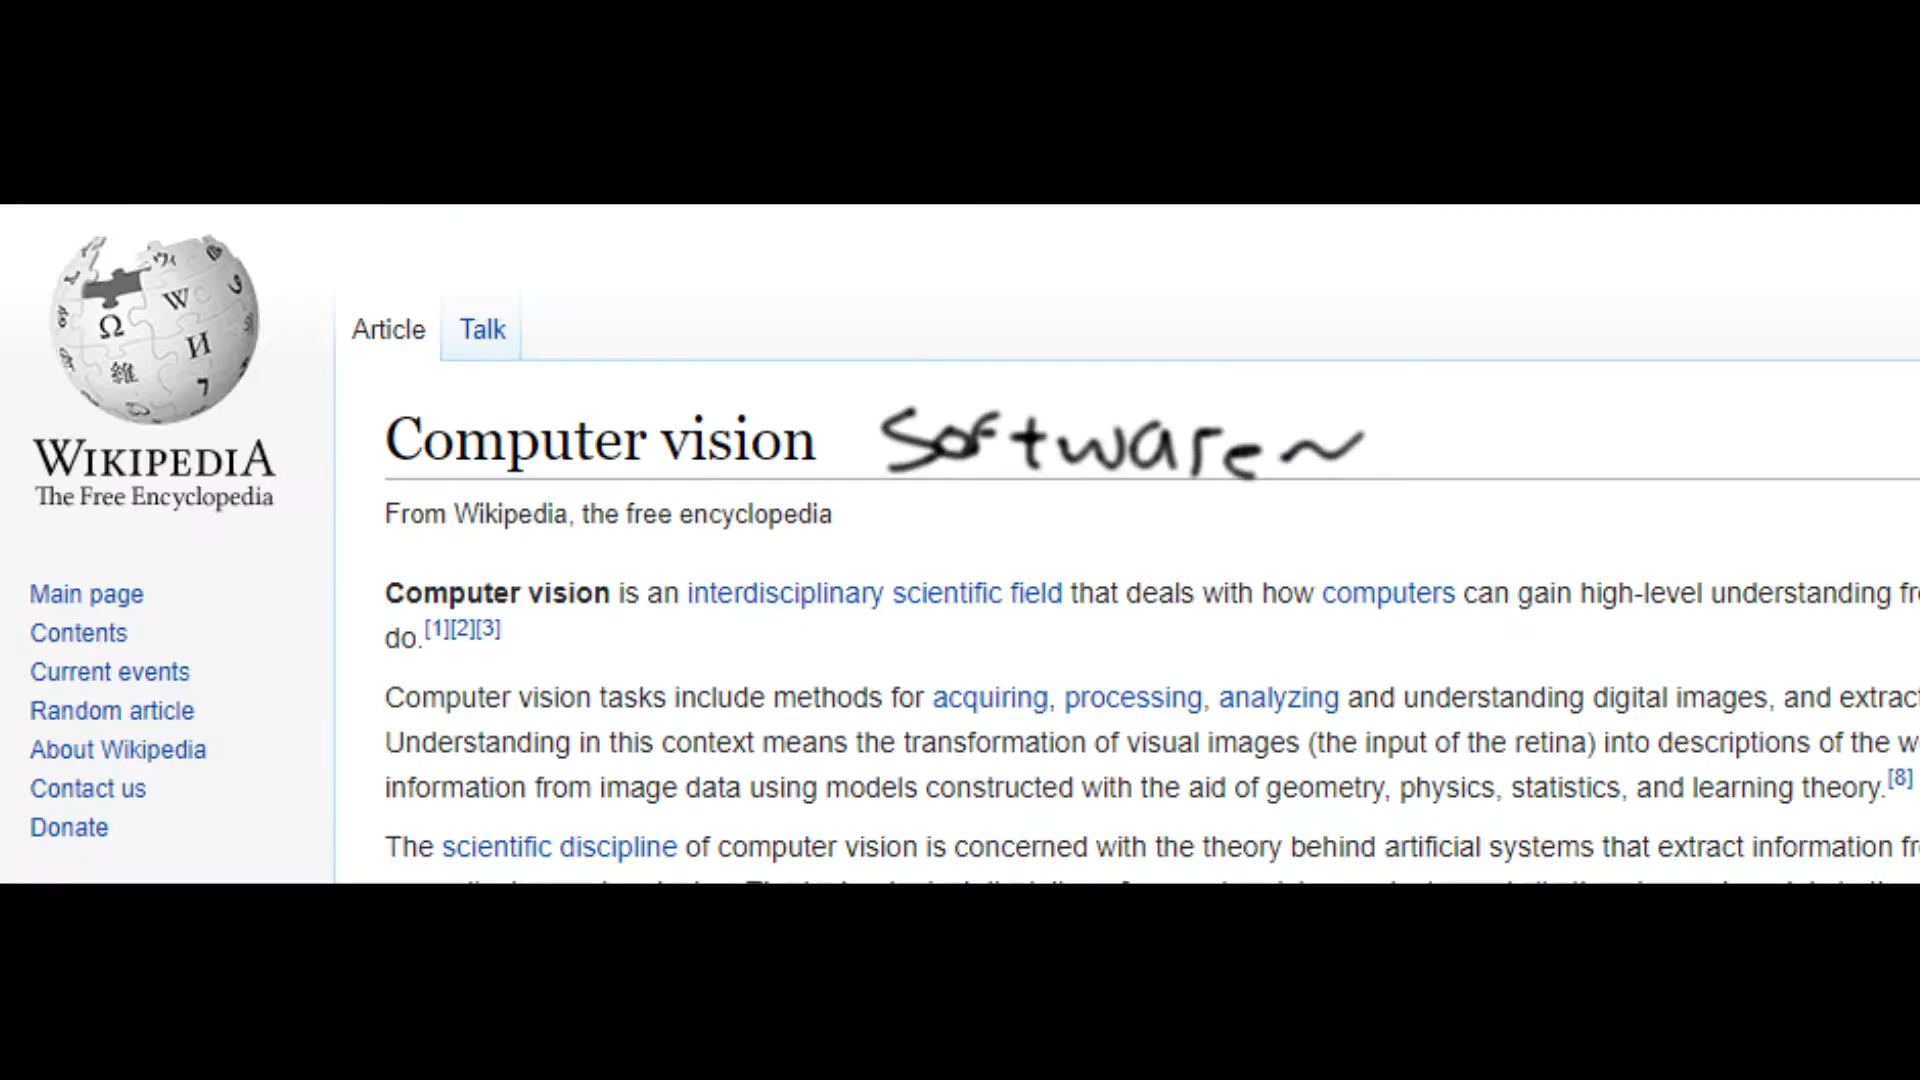 WIKIPEDIA
The Free Encyclopedia
Main page
Contents
Current events
Random article
About Wikipedia
Contact us
Donate
Article Talk
Computer vision Software~
From Wikipedia, the free encyclopedia
Computer vision is an interdisciplinary scientific field that deals with how computers can gain high-level understanding
do.[1][2][3]
Computer vision tasks include methods for acquiring, processing, analyzing and understanding digital images, and
Understanding in this context means the transformation of visual images (the input of the retina) into descriptions of the
information from image data using models constructed with the aid of geometry, physics, statistics, and learning theory.[8]
The scientific discipline of computer vision is concerned with the theory behind artificial systems that extract information